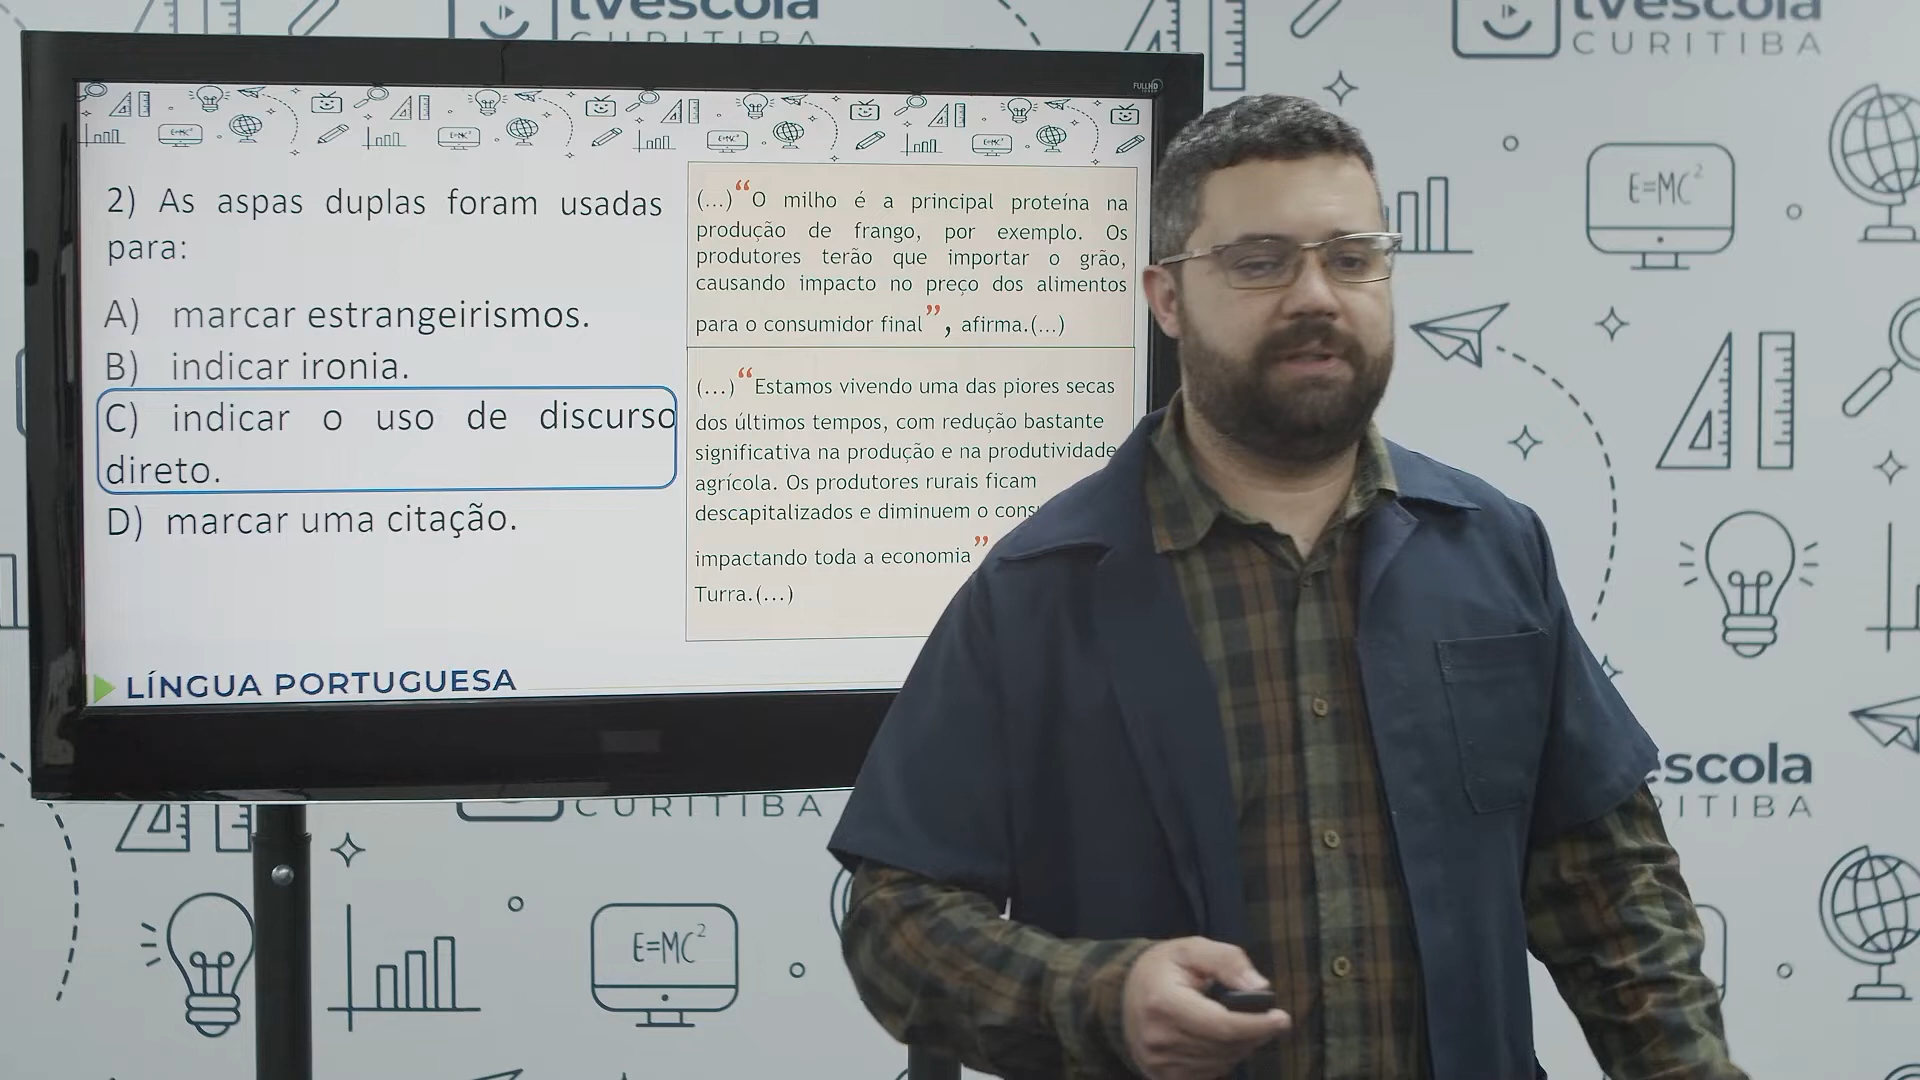 tvescola
CURITIBA
tvescola
CURITIBA
FULLHD
2) As aspas duplas foram usadas
para:
A) marcar estrangeirismos.
B) indicar ironia.
C) indicar o uso de discurso
direto.
D) marcar uma citação.
(...) “O milho é a principal proteína na
produção de frango, por exemplo. Os
produtores terão que importar o grão,
causando impacto no preço dos alimentos
para o consumidor final”, afirma.(...)
(...) “Estamos vivendo uma das piores secas
dos últimos tempos, com redução bastante
significativa na produção e na produtividade
agrícola. Os produtores rurais ficam
descapitalizados e diminuem o
impactando toda a economia”
Turra.(...)
LÍNGUA PORTUGUESA
E=MC²
escola
ITIBA
CURITIBA
E=MC²